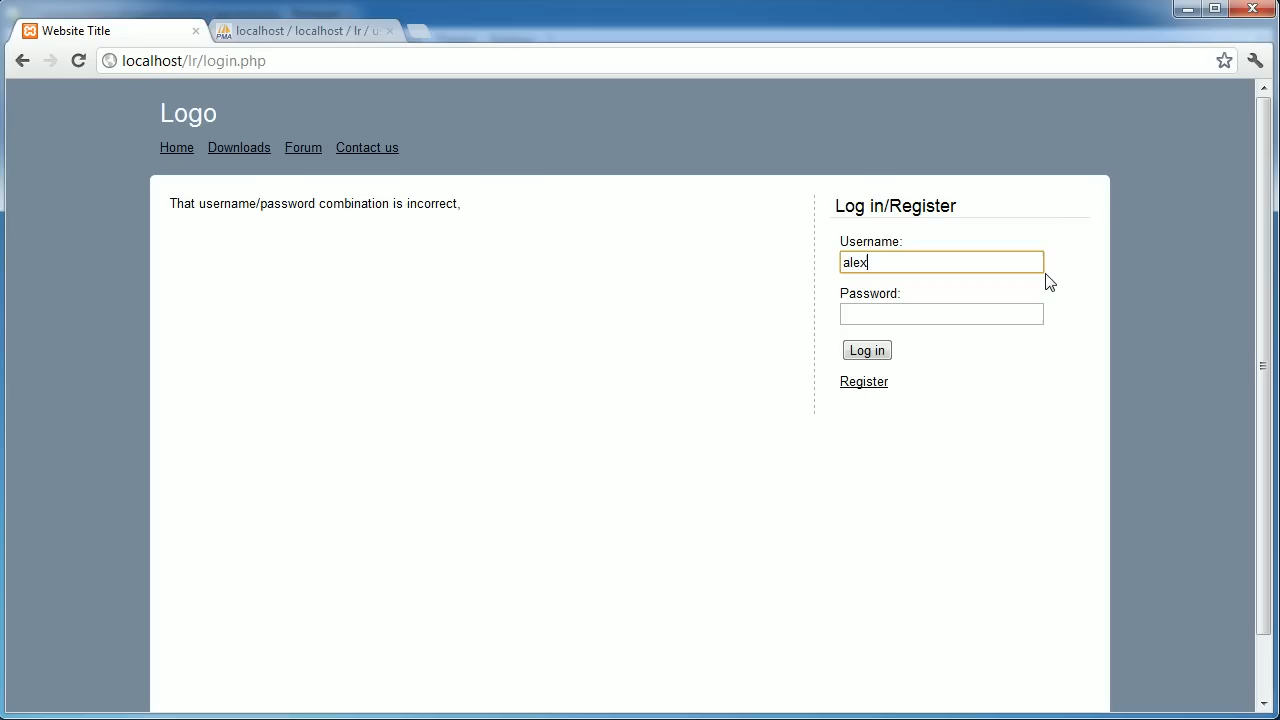 Website Title
localhost / localhost / lr / u
localhost/lr/login.php
Logo
Home Downloads Forum Contact us
That username/password combination is incorrect,
Log in/Register
Username:
alex
Password:
Log in
Register